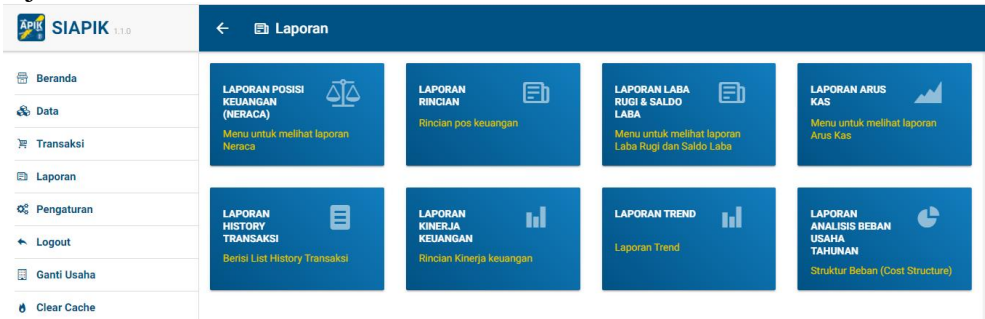 APIK
SIAPIK 1.1.0
Laporan
Beranda
Data
Transaksi
Laporan
Pengaturan
Logout
Ganti Usaha
Clear Cache
LAPORAN POSISI
KEUANGAN
(NERACA)
Menu untuk melihat laporan
Neraca
LAPORAN
RINCIAN
Rincian pos keuangan
LAPORAN LABA
RUGI & SALDO
LABA
Menu untuk melihat laporan
Laba Rugi dan Saldo Laba
LAPORAN ARUS
KAS
Menu untuk melihat laporan
Arus Kas
LAPORAN
HISTORY
TRANSAKSI
Berisi List History Transaksi
LAPORAN
KINERJA
KEUANGAN
Rincian Kinerja keuangan
LAPORAN TREND
Laporan Trend
LAPORAN
ANALISIS BEBAN
USAHA
TAHUNAN
Struktur Beban (Cost Structure)